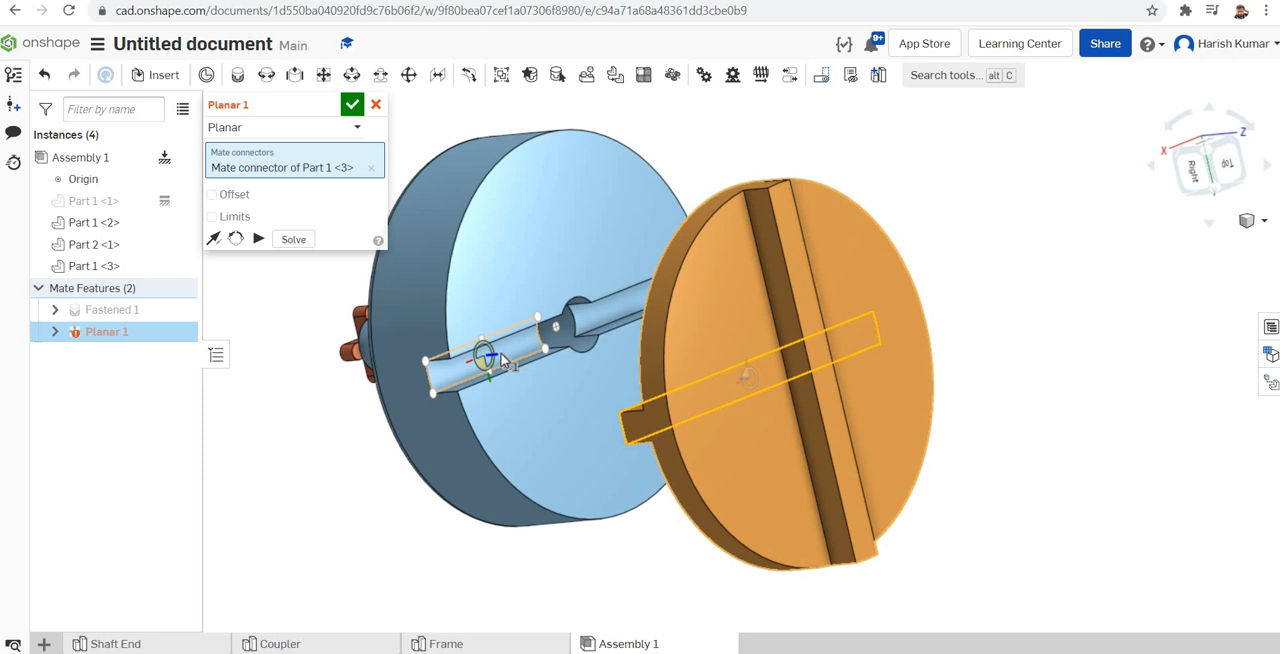 cad.onshape.com/documents/1d550ba040920fd9c76b06f2/w/9f80bea07cef1a07306f8980/e/c94a71a68a48361dd3cbe0b9
onshape Untitled document Main 9+ App Store Learning Center Share Harish Kumar
Insert Search tools... alt C
Filter by name
Instances (4)
Assembly 1
Origin
Part 1 <1>
Part 1 <2>
Part 2 <1>
Part 1 <3>
Mate Features (2)
Fastened 1
Planar 1
Planar 1
Planar
Mate connectors
Mate connector of Part 1 <3>
Offset
Limits
Solve
X Z
Right
Shaft End Coupler Frame Assembly 1